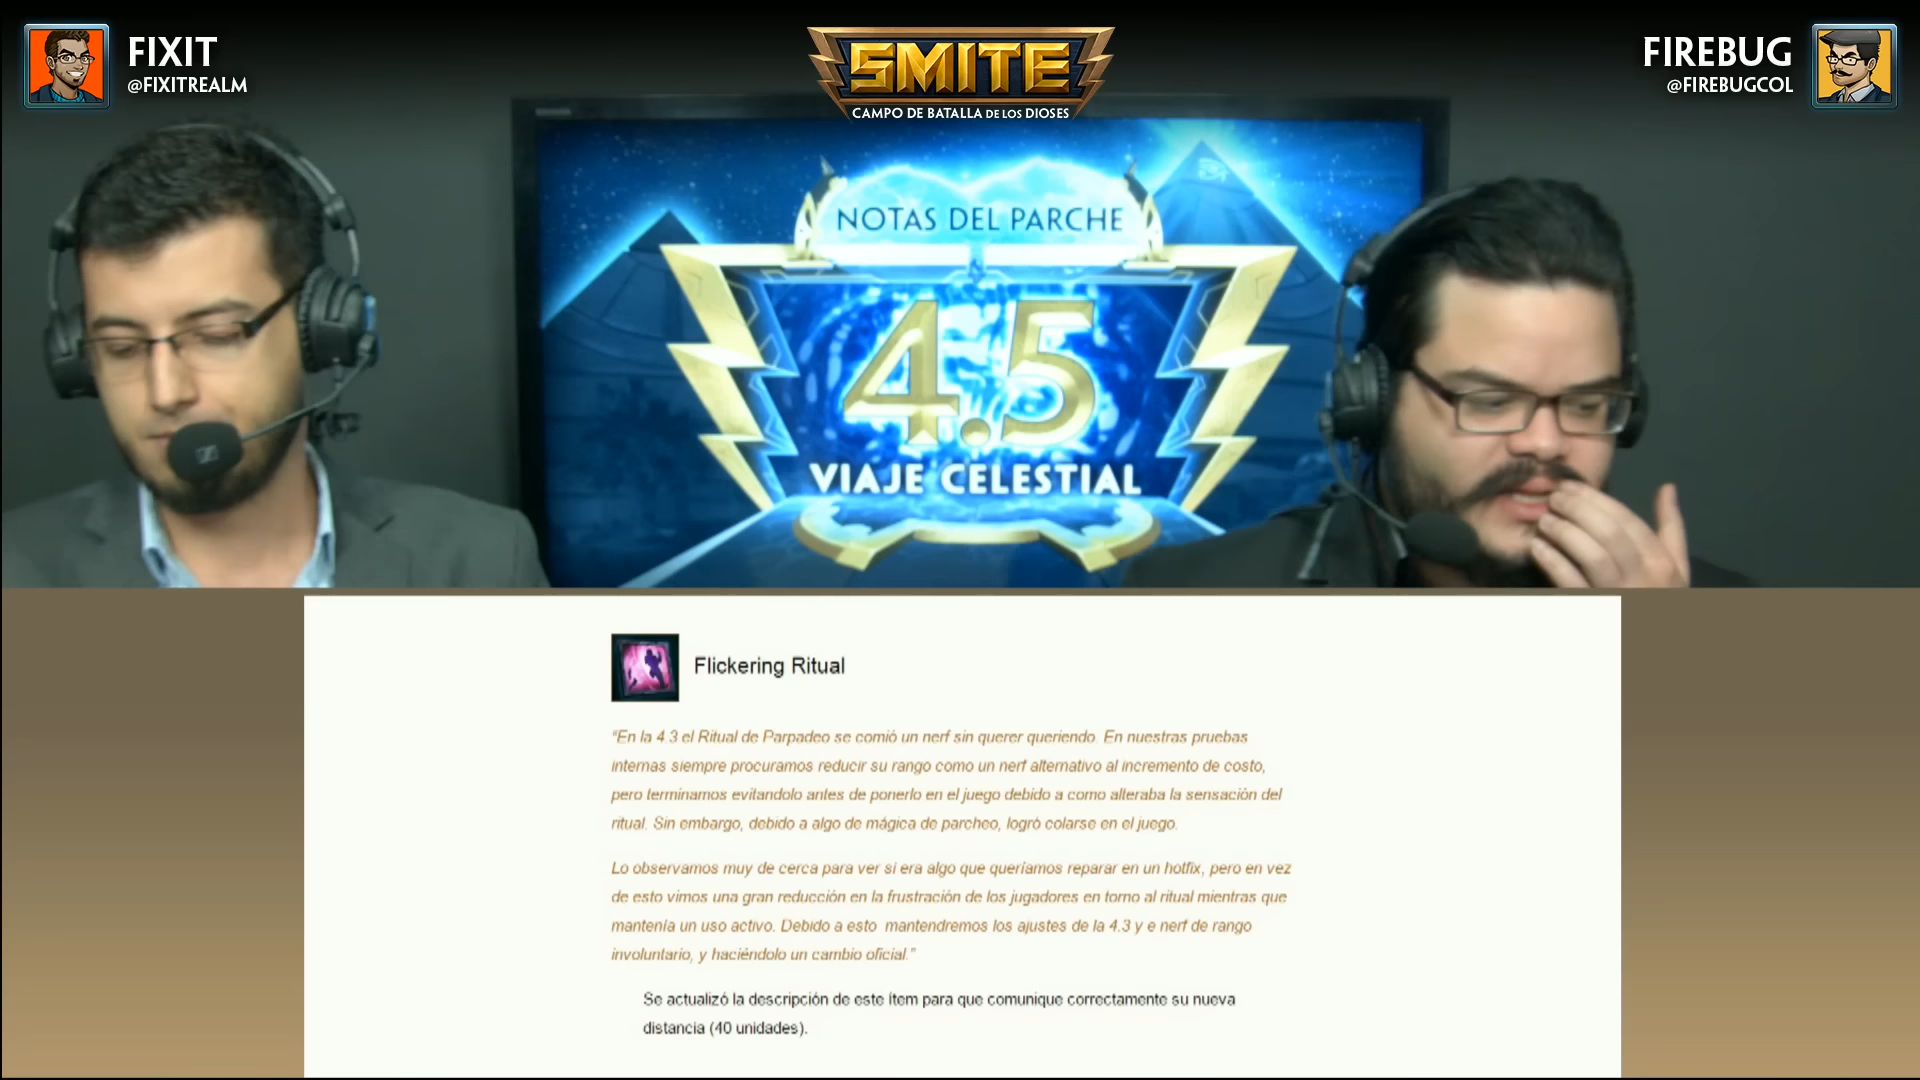 FIXIT
@FIXITREALM
SMITE
CAMPO DE BATALLA DE LOS DIOSES
FIREBUG
@FIREBUGCOL
NOTAS DEL PARCHE
4.5
VIAJE CELESTIAL
Flickering Ritual
“En la 4.3 el Ritual de Parpadeo se comió un nerf sin querer queriendo. En nuestras pruebas
internas siempre procuramos reducir su rango como un nerf alternativo al incremento de costo,
pero terminamos evitandolo antes de ponerlo en el juego debido a como alteraba la sensación del
ritual. Sin embargo, debido a algo de mágica de parcheo, logró colarse en el juego.
Lo observamos muy de cerca para ver si era algo que queríamos reparar en un hotfix, pero en vez
de esto vimos una gran reducción en la frustración de los jugadores en torno al ritual mientras que
mantenía un uso activo. Debido a esto  mantendremos los ajustes de la 4.3 y e nerf de rango
involuntario, y haciéndolo un cambio oficial.”
Se actualizó la descripción de este ítem para que comunique correctamente su nueva
distancia (40 unidades).